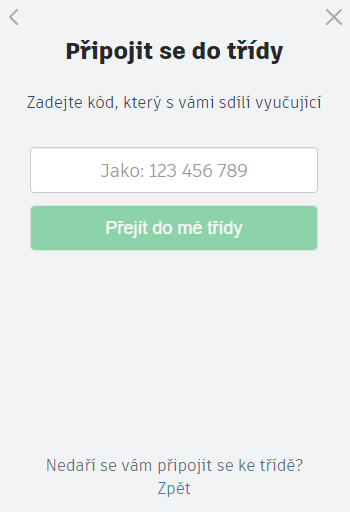 Připojit se do třídy
Zadejte kód, který s vámi sdílí vyučující
Jako: 123 456 789
Přejít do mé třídy
Nedaří se vám připojit se ke třídě?
Zpět